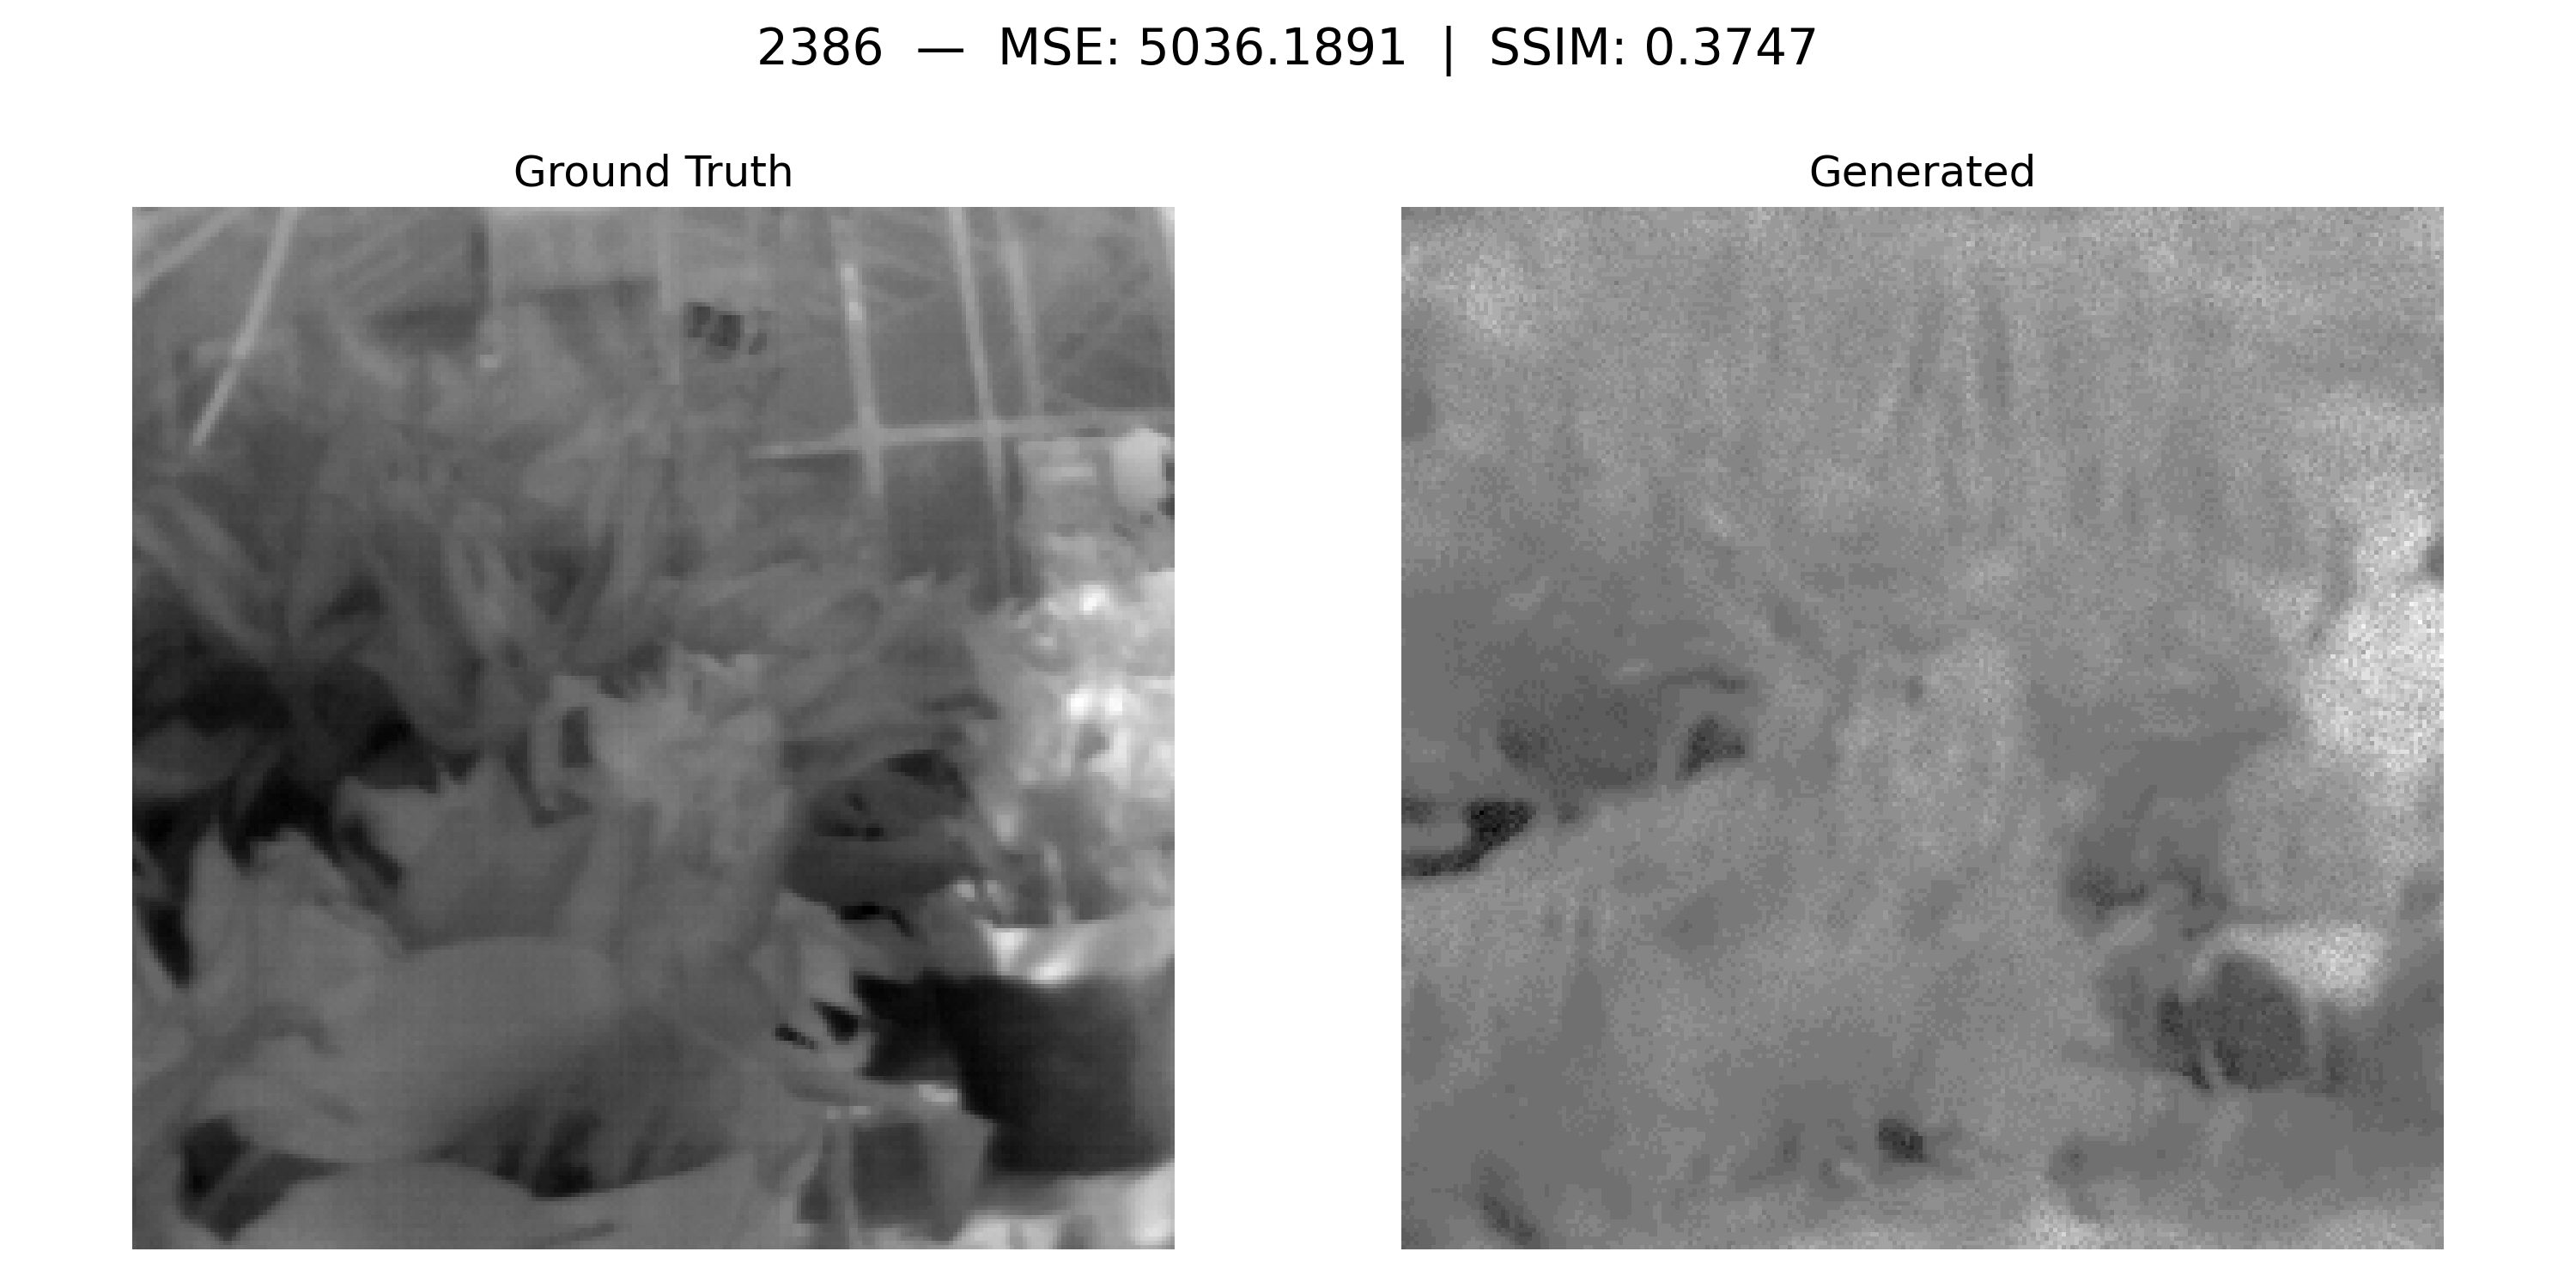 2386 — MSE: 5036.1891 | SSIM: 0.3747
Ground Truth
Generated